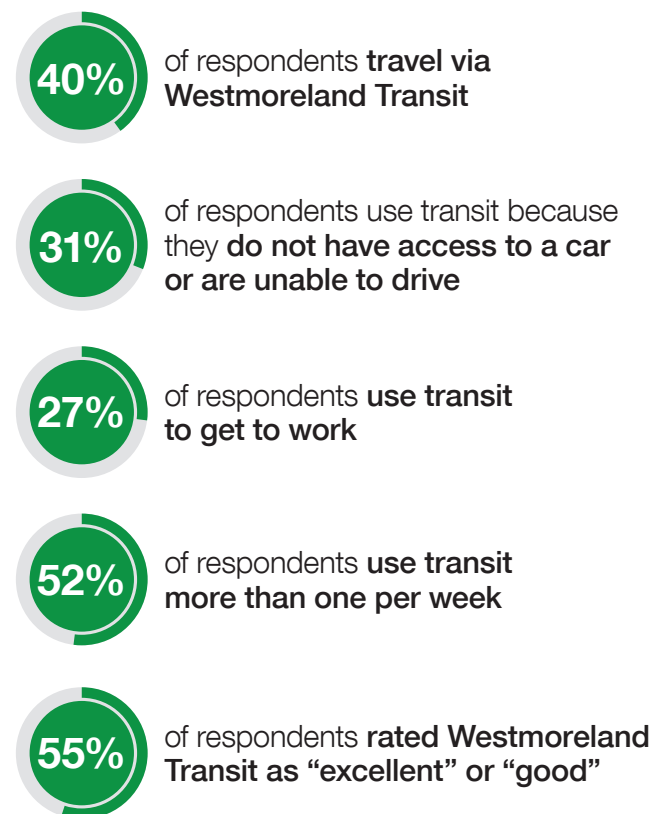 40%
of respondents travel via
Westmoreland Transit
31%
of respondents use transit because
they do not have access to a car
or are unable to drive
27%
of respondents use transit
to get to work
52%
of respondents use transit
more than one per week
55%
of respondents rated Westmoreland
Transit as “excellent” or “good”